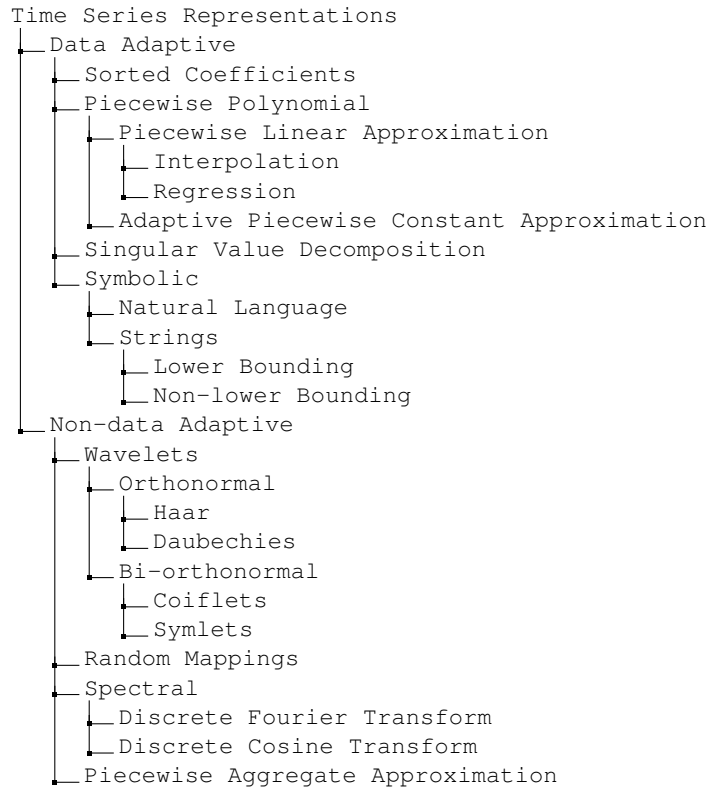 Time Series Representations
Data Adaptive
Sorted Coefficients
Piecewise Polynomial
Piecewise Linear Approximation
Interpolation
Regression
Adaptive Piecewise Constant Approximation
Singular Value Decomposition
Symbolic
Natural Language
Strings
Lower Bounding
Non-lower Bounding
Non-data Adaptive
Wavelets
Orthonormal
Haar
Daubechies
Bi-orthonormal
Coiflets
Symlets
Random Mappings
Spectral
Discrete Fourier Transform
Discrete Cosine Transform
Piecewise Aggregate Approximation